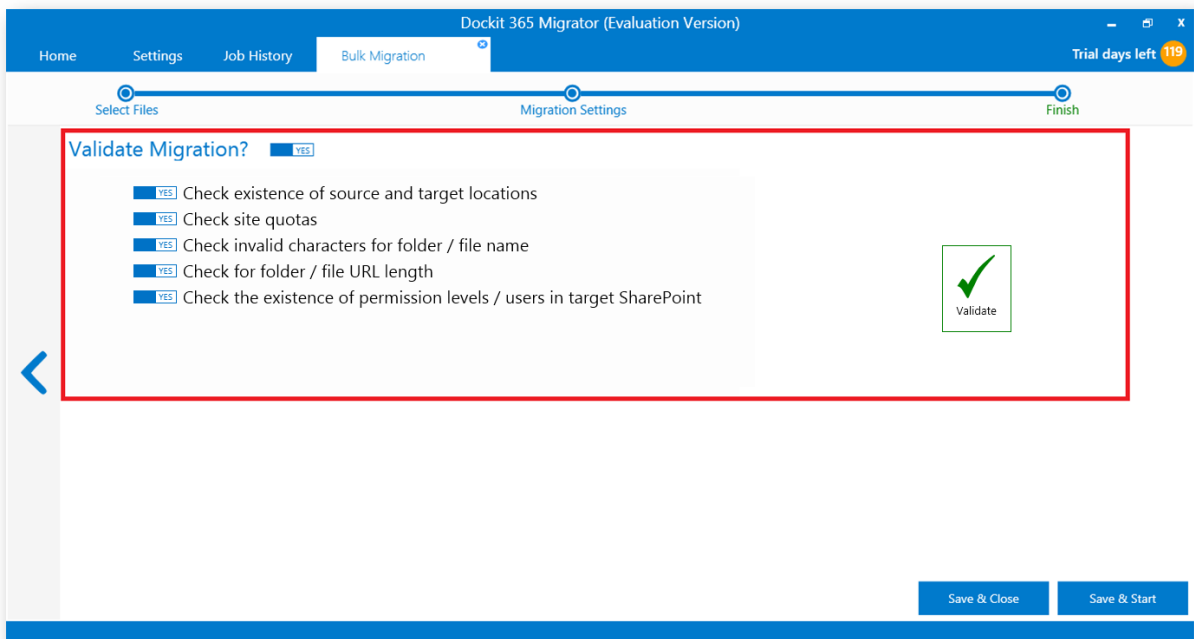 Dockit 365 Migrator (Evaluation Version)
Home Settings Job History Bulk Migration Trial days left 119
Select Files Migration Settings Finish
Validate Migration? YES
YES Check existence of source and target locations
YES Check site quotas
YES Check invalid characters for folder / file name
YES Check for folder / file URL length
YES Check the existence of permission levels / users in target SharePoint
Validate
Save & Close Save & Start